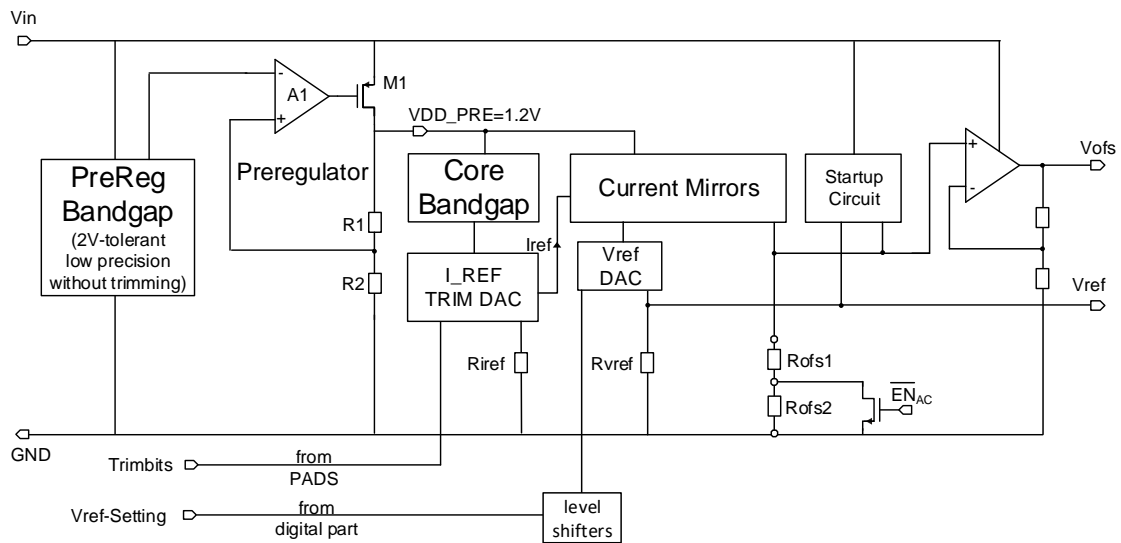 Vin
M1
-
A1
+
VDD_PRE=1.2V
Preregulator
PreReg
Bandgap
(2V-tolerant
low precision
without trimming)
Core
Bandgap
Current Mirrors
Startup
Circuit
+
-
Vofs
R1
Iref
R2
I_REF
TRIM DAC
Vref
DAC
Vref
Riref
Rvref
Rofs1
Rofs2
EN AC
GND
Trimbits
from
PADS
Vref-Setting
from
digital part
level
shifters